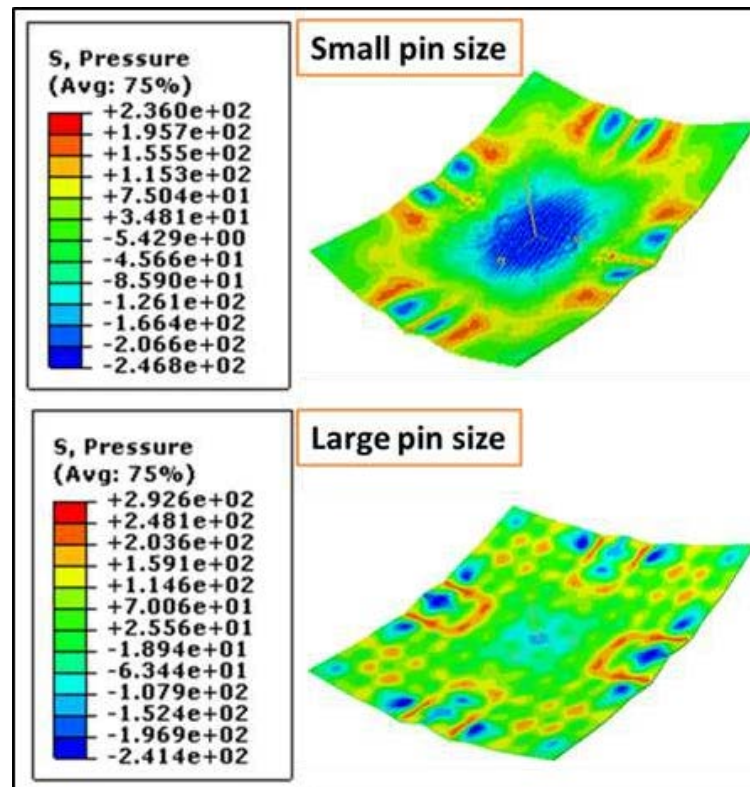 Small pin size
S, Pressure
(Avg: 75%)
+2.360e+02
+1.957e+02
+1.555e+02
+1.153e+02
+7.504e+01
+3.481e+01
-5.429e+00
-4.566e+01
-8.590e+01
-1.261e+02
-1.664e+02
-2.066e+02
-2.468e+02
Large pin size
S, Pressure
(Avg: 75%)
+2.926e+02
+2.481e+02
+2.036e+02
+1.591e+02
+1.146e+02
+7.006e+01
+2.556e+01
-1.894e+01
-6.344e+01
-1.079e+02
-1.524e+02
-1.969e+02
-2.414e+02